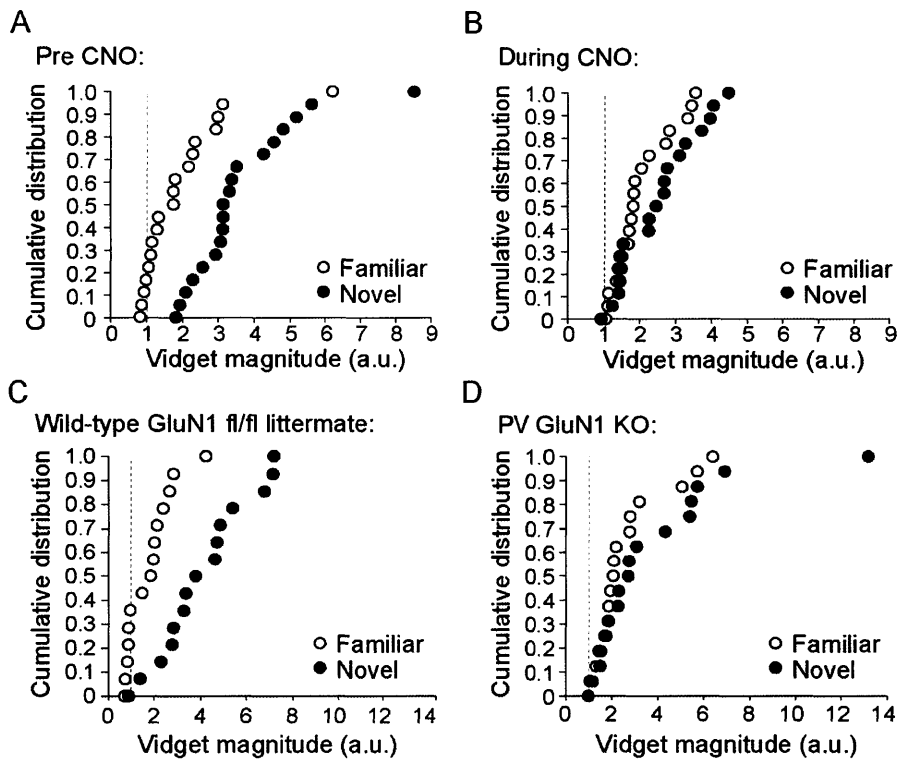 A
Pre CNO:
Cumulative distribution
1.0
0.9
0.8
0.7
0.6
0.5
0.4
0.3
0.2
0.1
0
Familiar
Novel
0 1 2 3 4 5 6 7 8 9
Vidget magnitude (a.u.)
B
During CNO:
Cumulative distribution
1.0
0.9
0.8
0.7
0.6
0.5
0.4
0.3
0.2
0.1
0
Familiar
Novel
0 1 2 3 4 5 6 7 8 9
Vidget magnitude (a.u.)
C
Wild-type GluN1 fl/fl littermate:
Cumulative distribution
1.0
0.9
0.8
0.7
0.6
0.5
0.4
0.3
0.2
0.1
0
Familiar
Novel
0 2 4 6 8 10 12 14
Vidget magnitude (a.u.)
D
PV GluN1 KO:
Cumulative distribution
1.0
0.9
0.8
0.7
0.6
0.5
0.4
0.3
0.2
0.1
0
Familiar
Novel
0 2 4 6 8 10 12 14
Vidget magnitude (a.u.)